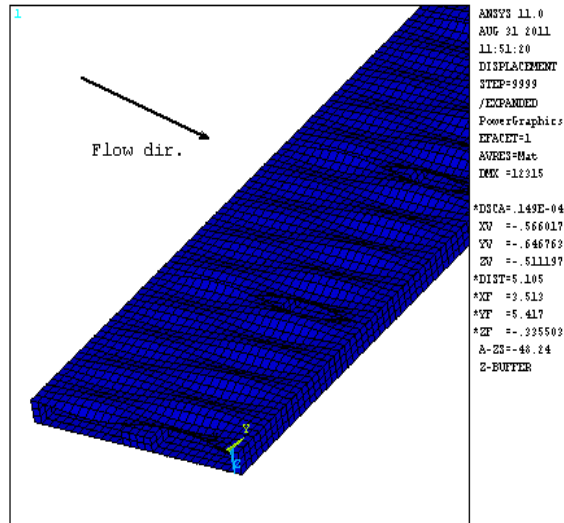 1
Flow dir.
Y
Z
ANSYS 11.0
AUG 31 2011
11:51:20
DISPLACEMENT
STEP=9999
/EXPANDED
PowerGraphics
EFACET=1
AVRES=Mat
DMX =12315
*DSCA=.149E-04
XV =-.566017
YV =-.646763
ZV =-.511197
*DIST=5.105
*XF =3.513
*YF =5.417
*ZF =-.335503
A-ZS=-48.24
Z-BUFFER